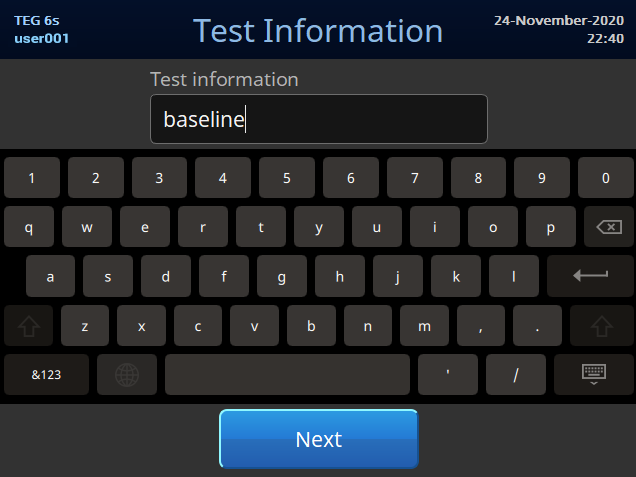 TEG 6s
user001
Test Information
24-November-2020
22:40
Test information
baseline
1 2 3 4 5 6 7 8 9 0
q w e r t y u i o p
a s d f g h j k l
z x c v b n m , .
&123 ' /
Next